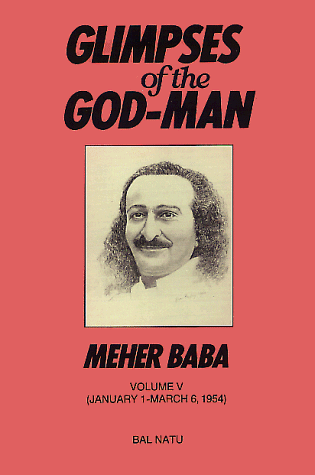 GLIMPSES
of the
GOD-MAN
MEHER BABA
VOLUME V
(JANUARY 1-MARCH 6, 1954)
BAL NATU